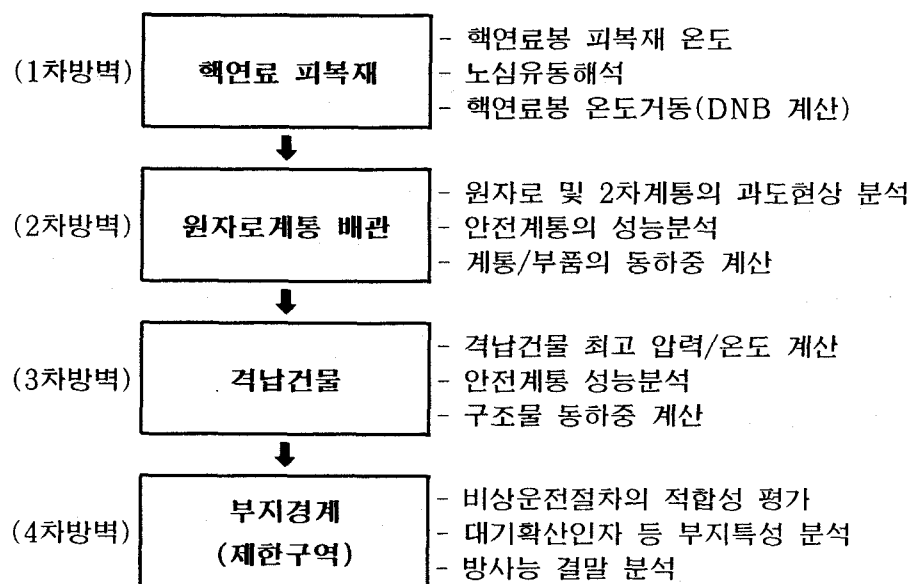 (1차방벽)
핵연료 피복재
- 핵연료봉 피복재 온도
- 노심유동해석
- 핵연료봉 온도거동(DNB 계산)
(2차방벽)
원자로계통 배관
- 원자로 및 2차계통의 과도현상 분석
- 안전계통의 성능분석
- 계통/부품의 동하중 계산
(3차방벽)
격납건물
- 격납건물 최고 압력/온도 계산
- 안전계통 성능분석
- 구조물 동하중 계산
(4차방벽)
부지경계
(제한구역)
- 비상운전절차의 적합성 평가
- 대기확산인자 등 부지특성 분석
- 방사능 결말 분석